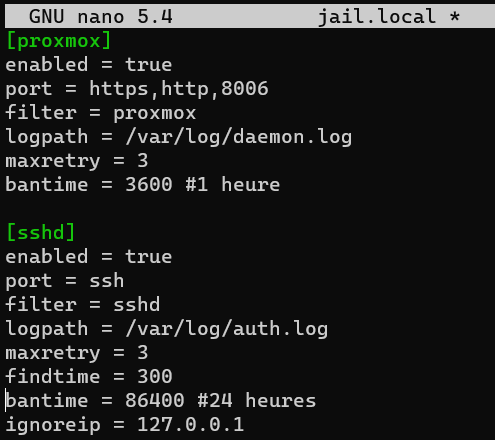 GNU nano 5.4 jail.local *
[proxmox]
enabled = true
port = https,http,8006
filter = proxmox
logpath = /var/log/daemon.log
maxretry = 3
bantime = 3600 #1 heure
[sshd]
enabled = true
port = ssh
filter = sshd
logpath = /var/log/auth.log
maxretry = 3
findtime = 300
bantime = 86400 #24 heures
ignoreip = 127.0.0.1